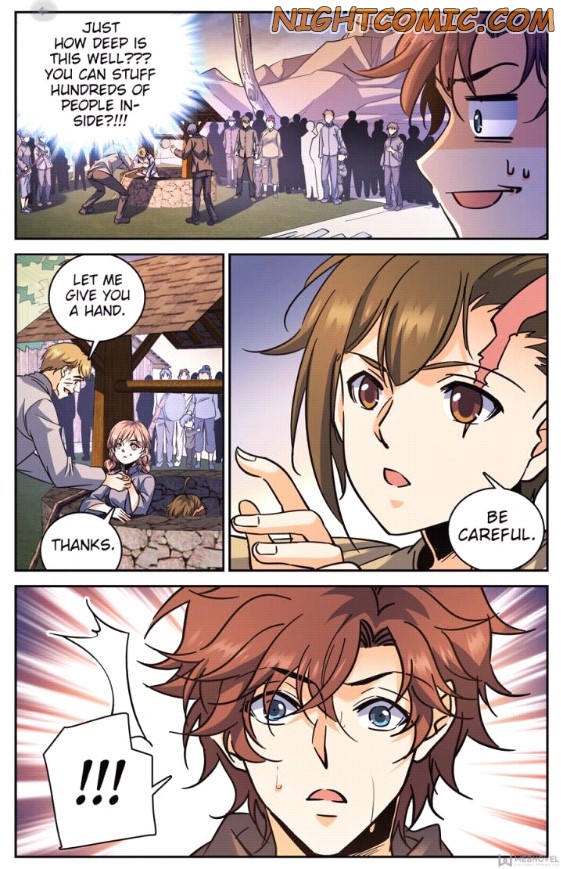 NIGHTCOMIC.COM
JUST
HOW DEEP IS
THIS WELL???
YOU CAN STUFF
HUNDREDS OF
PEOPLE IN-
SIDE?!!!
LET ME
GIVE YOU
A HAND.
THANKS.
BE
CAREFUL.
!!!
WEBNOVEL